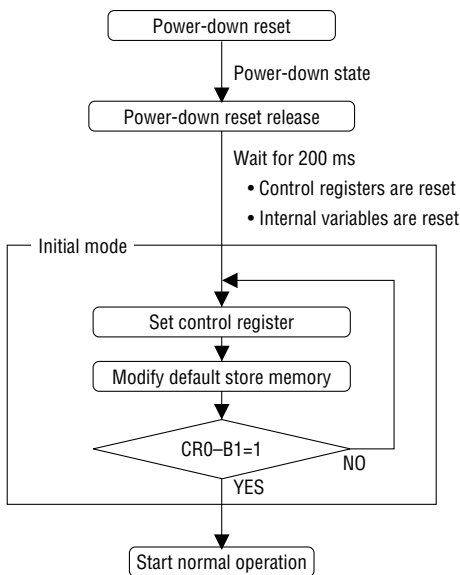 Power-down reset
Power-down state
Power-down reset release
Wait for 200 ms
• Control registers are reset
• Internal variables are reset
Initial mode
Set control register
Modify default store memory
CR0–B1=1
NO
YES
Start normal operation